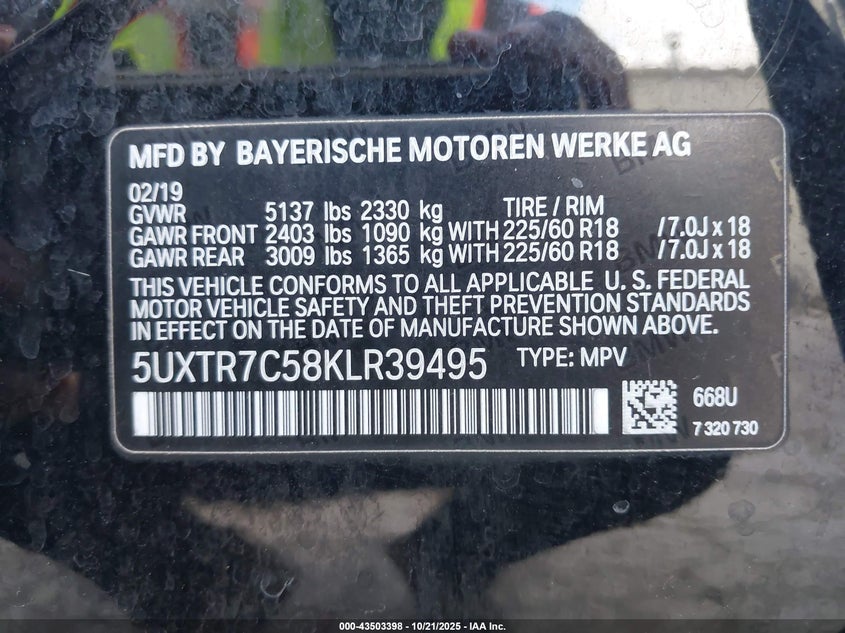 MFD BY BAYERISCHE MOTOREN WERKE AG
02/19
GVWR 5137 lbs 2330 kg TIRE / RIM
GAWR FRONT 2403 lbs 1090 kg WITH 225/60 R18 /7.0J x 18
GAWR REAR 3009 lbs 1365 kg WITH 225/60 R18 /7.0J x 18
THIS VEHICLE CONFORMS TO ALL APPLICABLE U. S. FEDERAL
MOTOR VEHICLE SAFETY AND THEFT PREVENTION STANDARDS
IN EFFECT ON THE DATE OF MANUFACTURE SHOWN ABOVE.
5UXTR7C58KLR39495 TYPE: MPV
668U
7 320 730
000-43503398 - 10/21/2025 - IAA Inc.